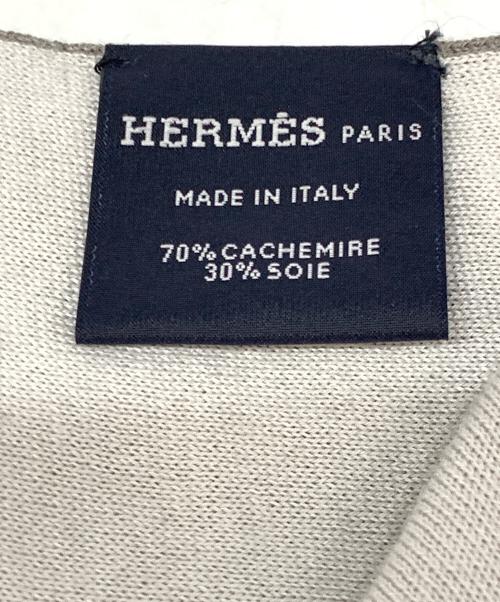 HERMÈS PARIS
MADE IN ITALY
70% CACHEMIRE
30% SOIE